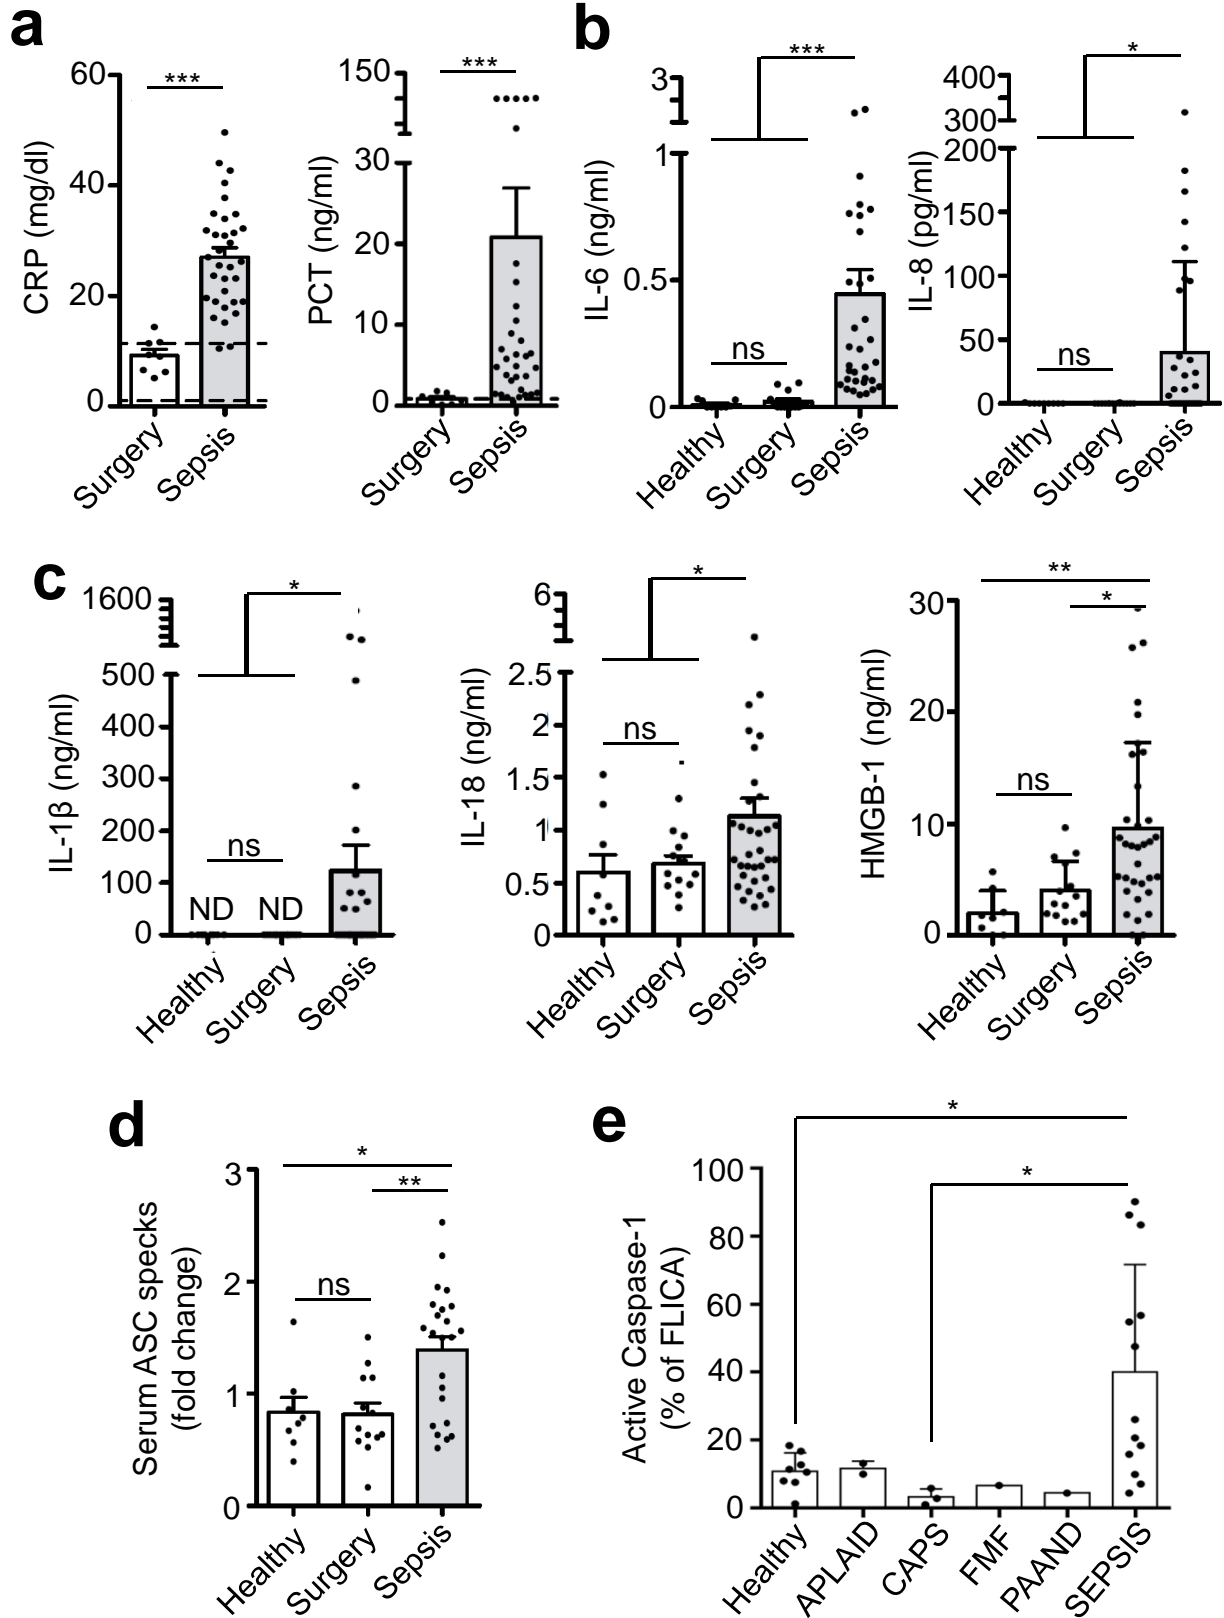 a
60
40
20
0
CRP (mg/dl)
***
Surgery
Sepsis
150
30
20
10
0
PCT (ng/ml)
***
Surgery
Sepsis
b
3
1
0.5
0
IL-6 (ng/ml)
***
ns
Healthy
Surgery
Sepsis
400
300
200
150
100
50
0
IL-8 (pg/ml)
*
ns
Healthy
Surgery
Sepsis
c
1600
500
400
300
200
100
0
IL-1β (ng/ml)
*
ns
ND
ND
Healthy
Surgery
Sepsis
6
2.5
2
1.5
1
0.5
0
IL-18 (ng/ml)
*
ns
Healthy
Surgery
Sepsis
30
20
10
0
HMGB-1 (ng/ml)
**
*
ns
Healthy
Surgery
Sepsis
d
3
2
1
0
Serum ASC specks
(fold change)
*
**
ns
Healthy
Surgery
Sepsis
e
100
80
60
40
20
0
Active Caspase-1
(% of FLICA)
*
*
Healthy
APLAID
CAPS
FMF
PAAND
SEPSIS